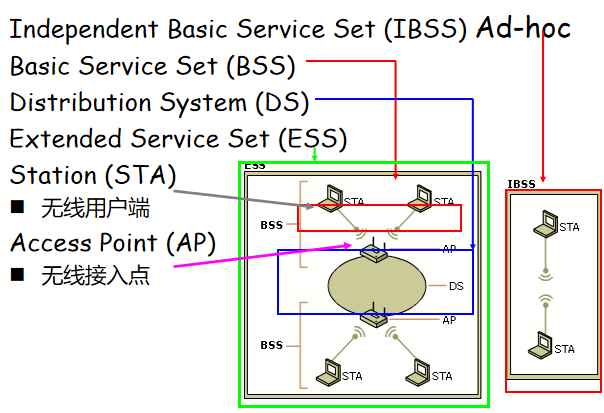 Independent Basic Service Set (IBSS) Ad-hoc
Basic Service Set (BSS)
Distribution System (DS)
Extended Service Set (ESS)
Station (STA)
■ 无线用户端
Access Point (AP)
■ 无线接入点
ESS
STA
STA
BSS
AP
DS
AP
BSS
STA
STA
IBSS
STA
STA